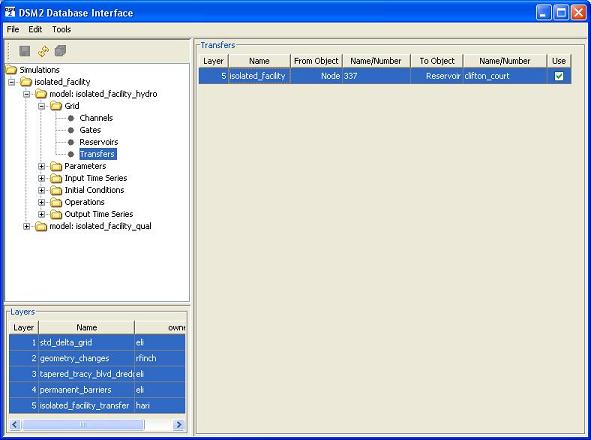 DSM2 Database Interface
File Edit Tools
Simulations
isolated_facility
model: isolated_facility_hydro
Grid
Channels
Gates
Reservoirs
Transfers
Parameters
Input Time Series
Initial Conditions
Operations
Output Time Series
model: isolated_facility_qual
Layers
Layer Name owne
1 std_delta_grid eli
2 geometry_changes rfinch
3 tapered_tracy_blvd_dred eli
4 permanent_barriers eli
5 isolated_facility_transfer hari
Transfers
Layer Name From Object Name/Number To Object Name/Number Use
5 isolated_facility Node 337 Reservoir clifton_court